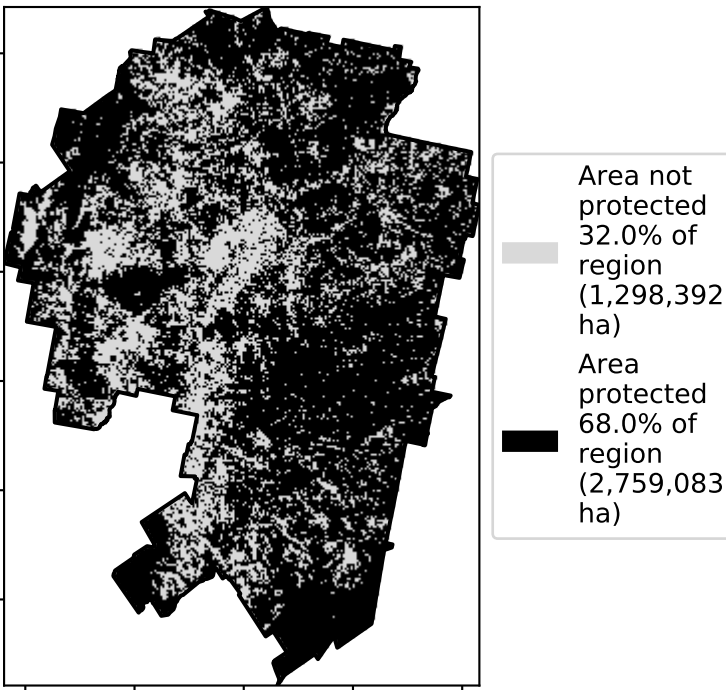 Area not
protected
32.0% of
region
(1,298,392
ha)
Area
protected
68.0% of
region
(2,759,083
ha)